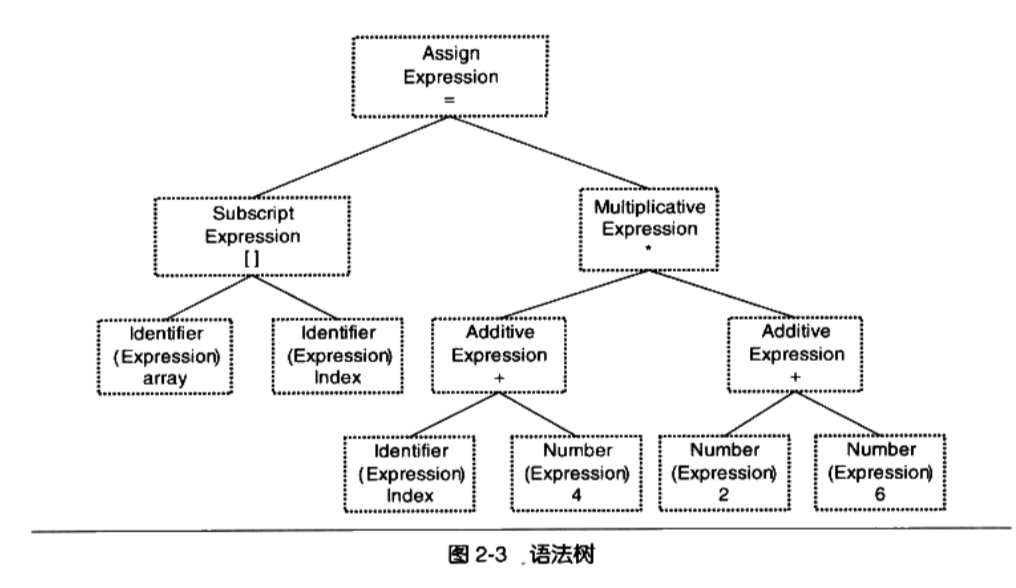 Assign
Expression
=
Subscript
Expression
[ ]
Multiplicative
Expression
*
Identifier
(Expression)
array
Identifier
(Expression)
Index
Additive
Expression
+
Additive
Expression
+
Identifier
(Expression)
Index
Number
(Expression)
4
Number
(Expression)
2
Number
(Expression)
6
图 2-3 语法树